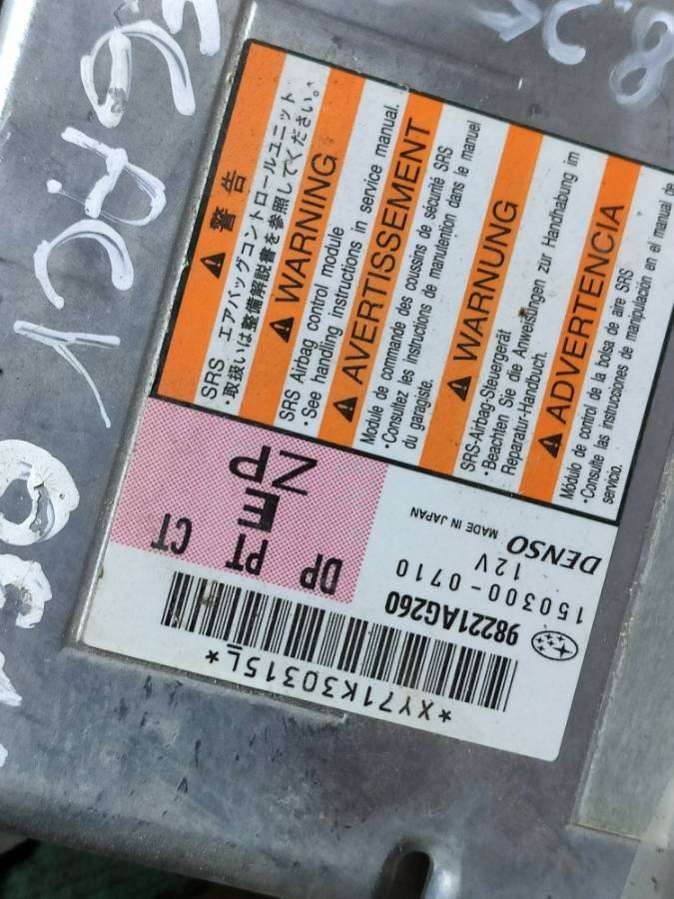 警告
SRS エアバッグコントロールユニット
・取扱いは整備解説書を参照してください。
WARNING
SRS Airbag control module
・See handling instructions in service manual.
AVERTISSEMENT
Module de commande des coussins de sécurité SRS
・Consultez les instructions de manutention dans le manuel
du garagiste.
WARNUNG
SRS-Airbag-Steuergerät
・Beachten Sie die Anweisungen zur Handhabung im
Reparatur-Handbuch.
ADVERTENCIA
Módulo de control de la bolsa de aire SRS
・Consulte las instrucciones de manipulación en el manual de
servicio.
98221AG260
150300-0710
12V
DENSO MADE IN JAPAN
DP PT CT
E
*XY71K30315L*